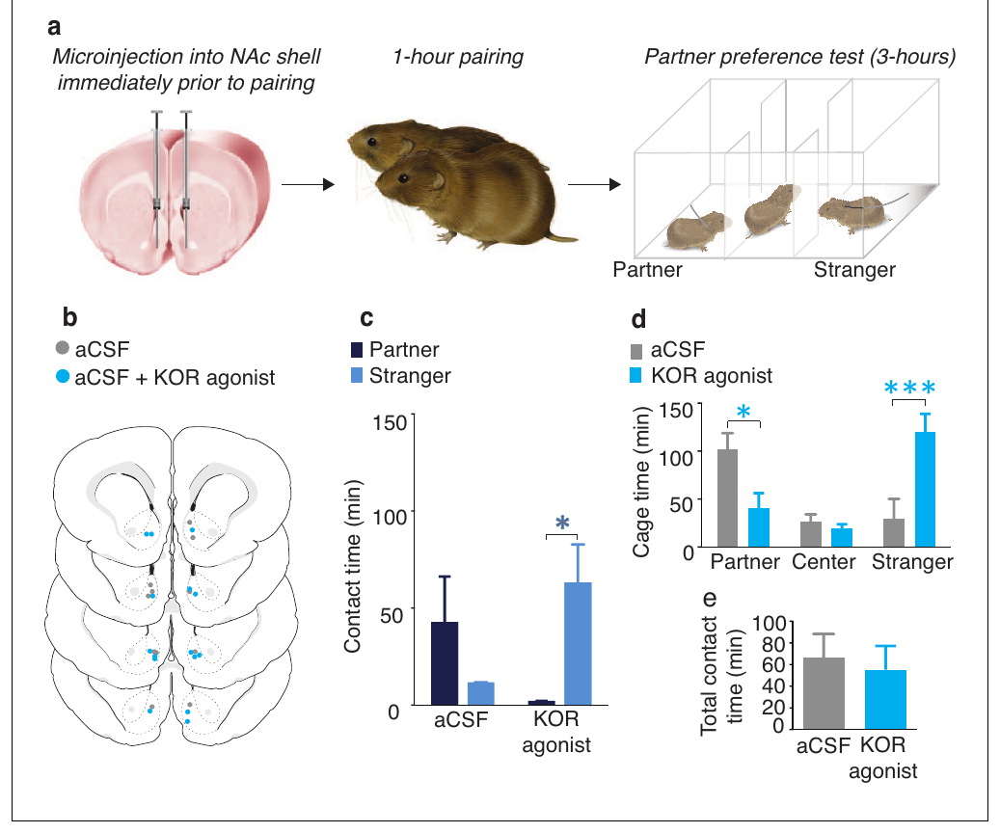 a
Microinjection into NAc shell
immediately prior to pairing
1-hour pairing
Partner preference test (3-hours)
Partner
Stranger
b
aCSF
aCSF + KOR agonist
c
Partner
Stranger
150
100
50
0
Contact time (min)
*
aCSF
KOR
agonist
d
aCSF
KOR agonist
150
100
50
0
Cage time (min)
*
***
Partner
Center
Stranger
e
100
80
60
40
20
0
Total contact
time (min)
aCSF
KOR
agonist